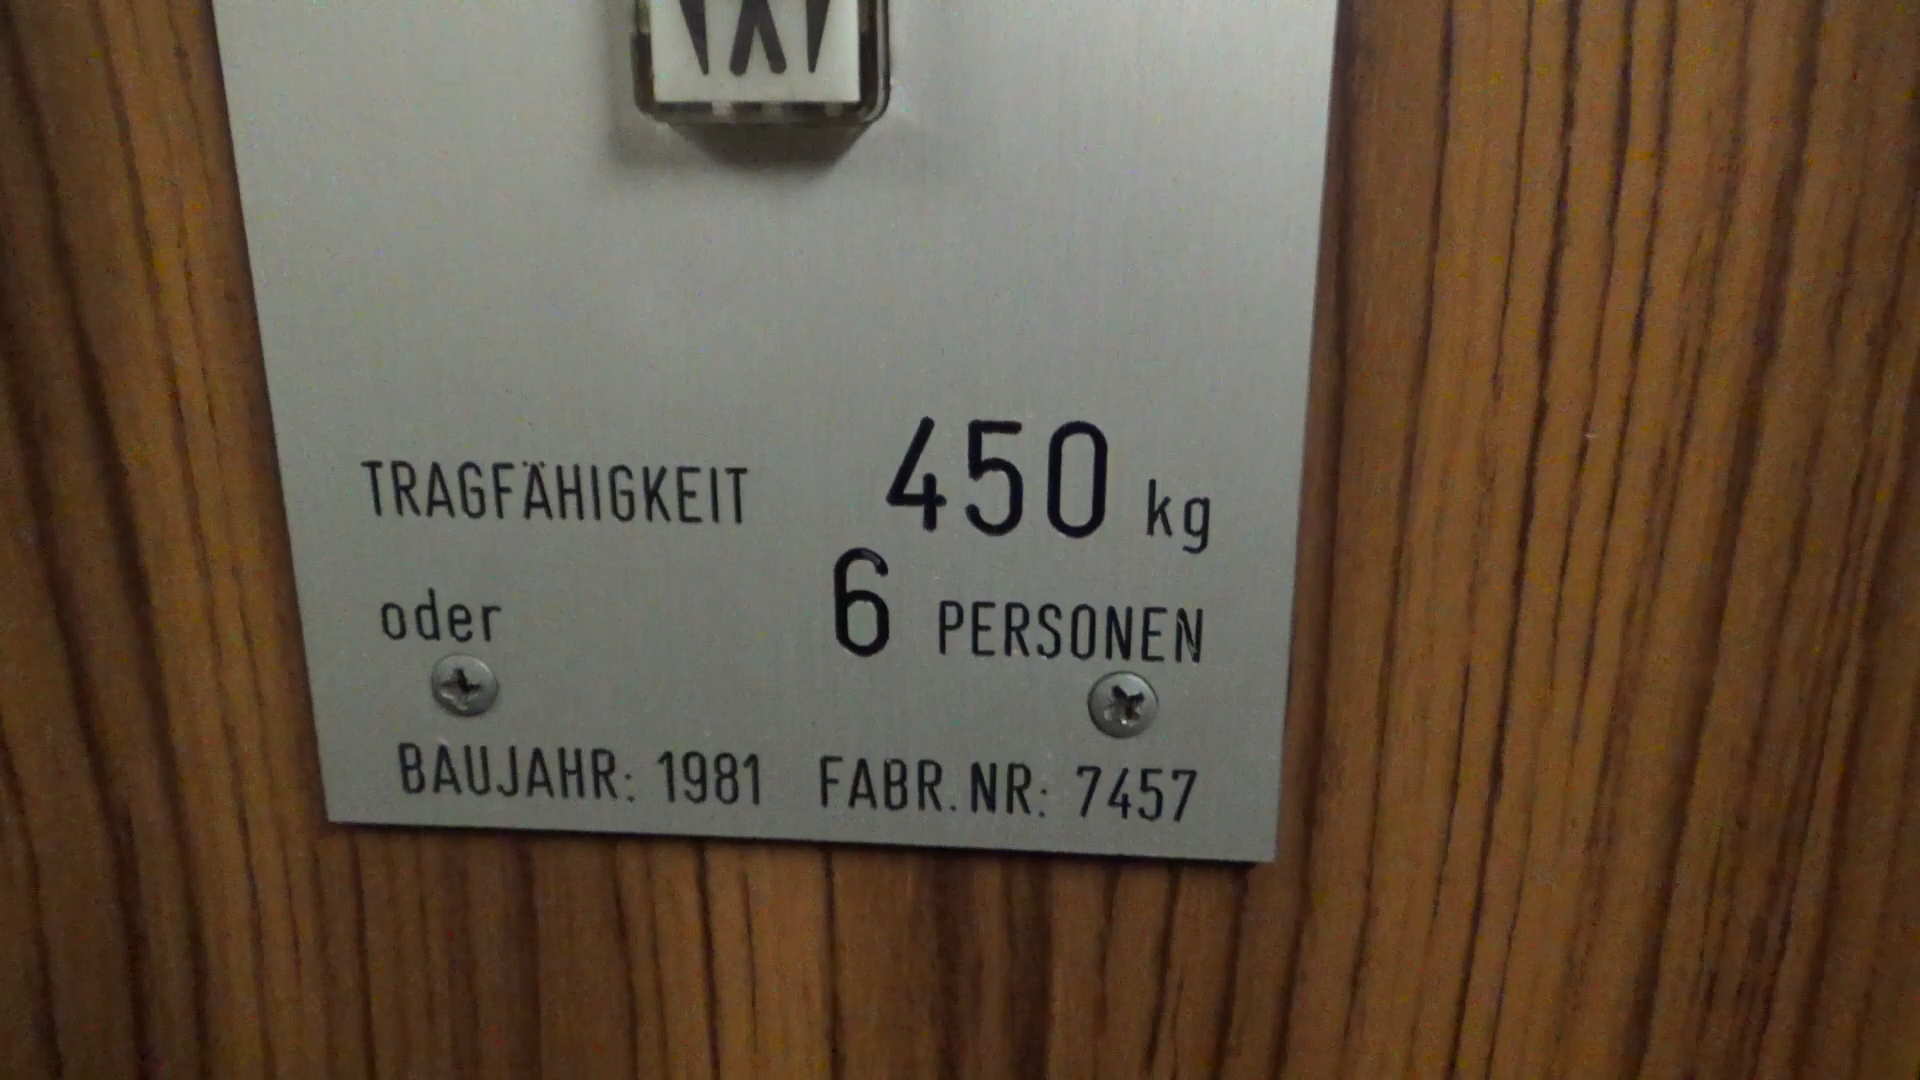 TRAGFÄHIGKEIT 450 kg
oder 6 PERSONEN
BAUJAHR: 1981 FABR.NR: 7457